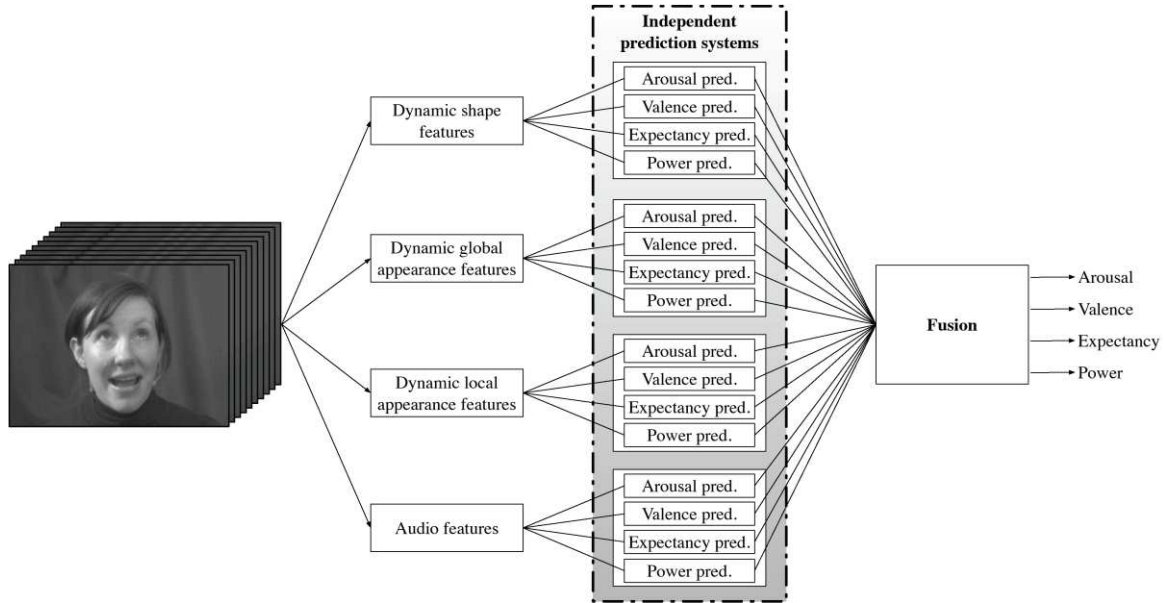 Independent
prediction systems
Arousal pred.
Valence pred.
Expectancy pred.
Power pred.
Dynamic shape
features
Arousal pred.
Valence pred.
Expectancy pred.
Power pred.
Dynamic global
appearance features
Arousal pred.
Valence pred.
Expectancy pred.
Power pred.
Dynamic local
appearance features
Arousal pred.
Valence pred.
Expectancy pred.
Power pred.
Audio features
Fusion
Arousal
Valence
Expectancy
Power